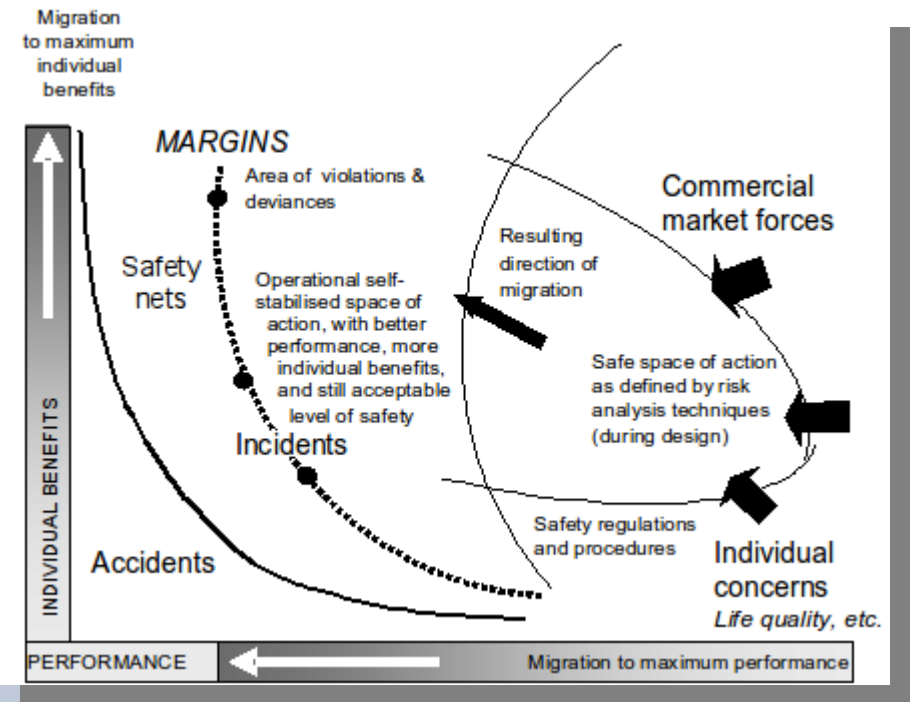 Migration
to maximum
individual
benefits
MARGINS
Area of violations &
deviances
Commercial
market forces
Resulting
direction of
migration
Safety
nets
Operational self-
stabilised space of
action, with better
performance, more
individual benefits,
and still acceptable
level of safety
Safe space of action
as defined by risk
analysis techniques
(during design)
Incidents
INDIVIDUAL BENEFITS
Safety regulations
and procedures
Accidents
Individual
concerns
Life quality, etc.
PERFORMANCE
Migration to maximum performance